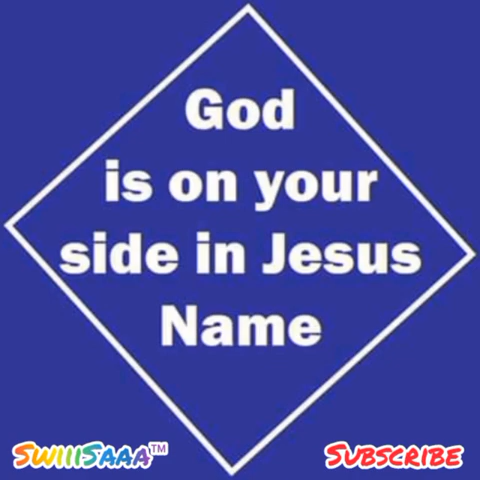 God
is on your
side in Jesus
Name
SwiiiSaaa™
Subscribe